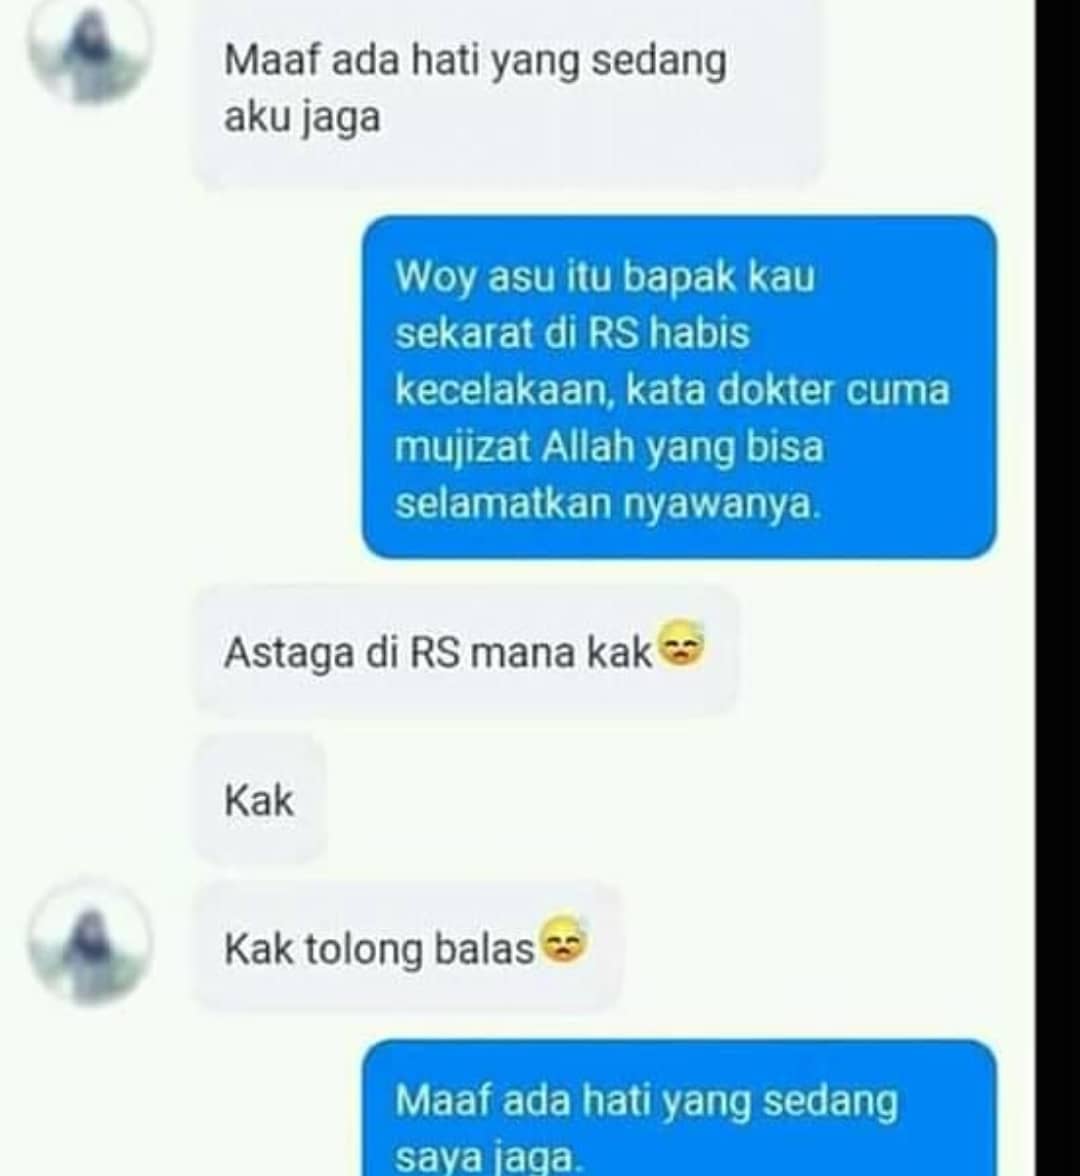 Maaf ada hati yang sedang
aku jaga
Woy asu itu bapak kau
sekarat di RS habis
kecelakaan, kata dokter cuma
mujizat Allah yang bisa
selamatkan nyawanya.
Astaga di RS mana kak😓
Kak
Kak tolong balas😓
Maaf ada hati yang sedang
saya jaga.